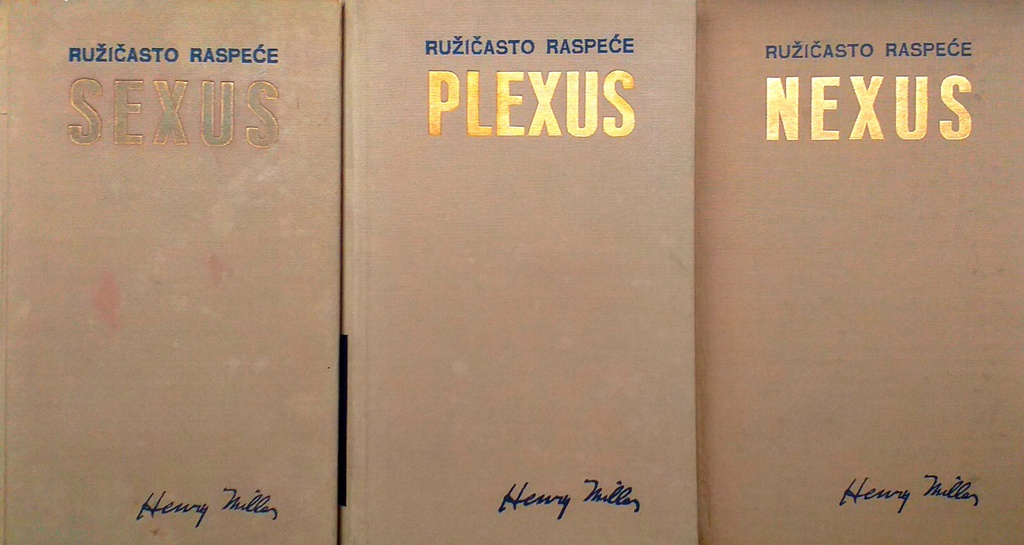 RUŽIČASTO RASPEĆE
SEXUS
Henry Miller
RUŽIČASTO RASPEĆE
PLEXUS
Henry Miller
RUŽIČASTO RASPEĆE
NEXUS
Henry Miller